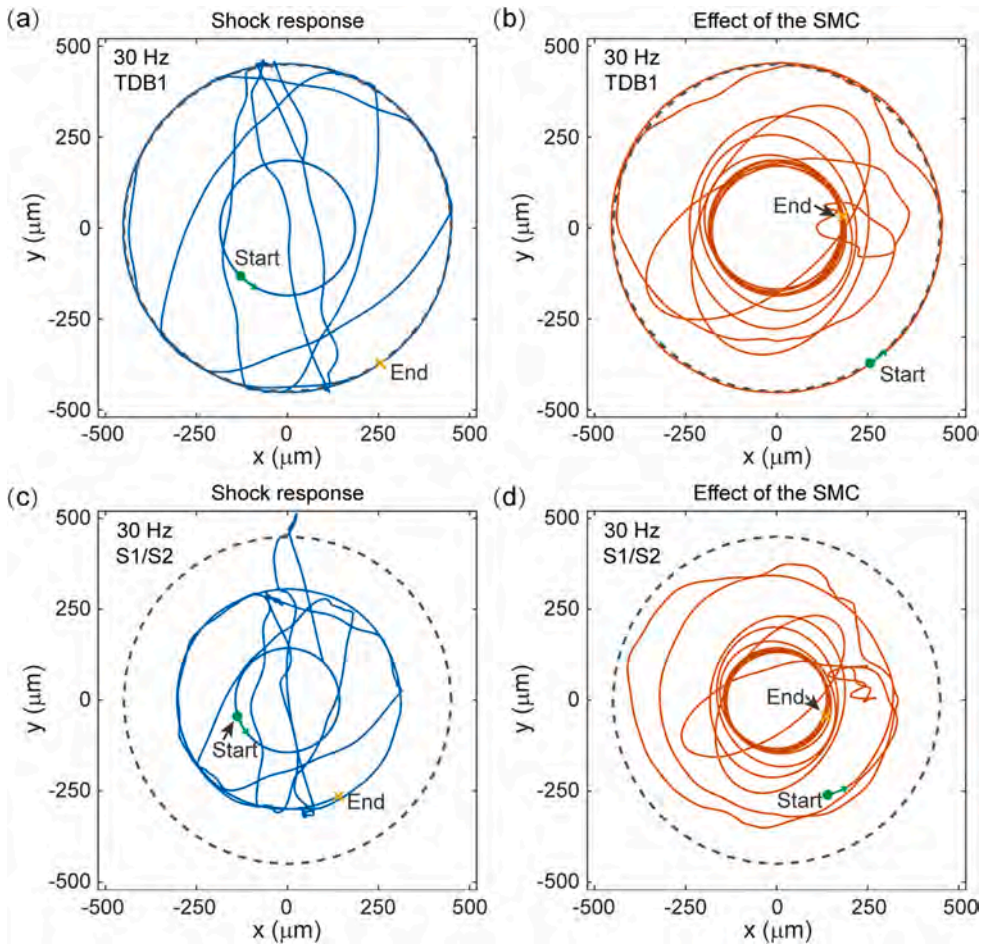 (a)
Shock response
30 Hz
TDB1
500
250
0
-250
-500
y (μm)
Start
End
-500 -250 0 250 500
x (μm)
(b)
Effect of the SMC
30 Hz
TDB1
500
250
0
-250
-500
y (μm)
End
Start
-500 -250 0 250 500
x (μm)
(c)
Shock response
30 Hz
S1/S2
500
250
0
-250
-500
y (μm)
Start
End
-500 -250 0 250 500
x (μm)
(d)
Effect of the SMC
30 Hz
S1/S2
500
250
0
-250
-500
y (μm)
End
Start
-500 -250 0 250 500
x (μm)